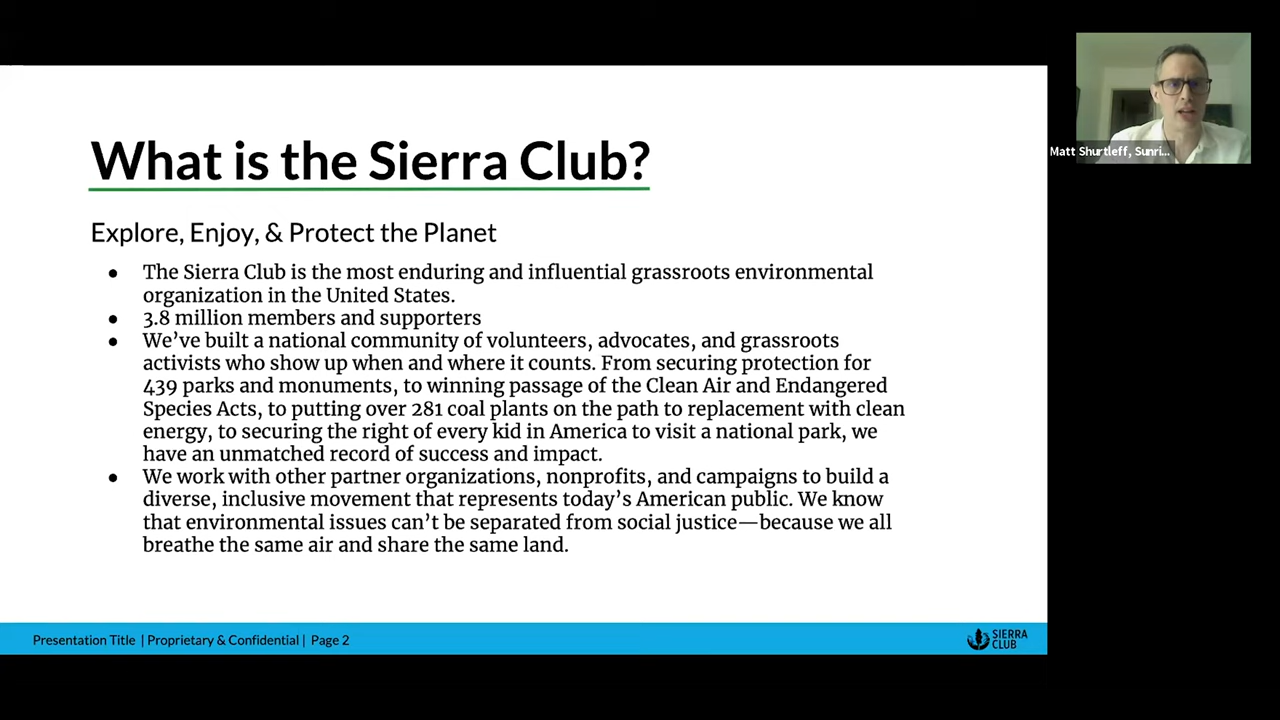 What is the Sierra Club?
Explore, Enjoy, & Protect the Planet
● The Sierra Club is the most enduring and influential grassroots environmental
organization in the United States.
● 3.8 million members and supporters
● We’ve built a national community of volunteers, advocates, and grassroots
activists who show up when and where it counts. From securing protection for
439 parks and monuments, to winning passage of the Clean Air and Endangered
Species Acts, to putting over 281 coal plants on the path to replacement with clean
energy, to securing the right of every kid in America to visit a national park, we
have an unmatched record of success and impact.
● We work with other partner organizations, nonprofits, and campaigns to build a
diverse, inclusive movement that represents today’s American public. We know
that environmental issues can’t be separated from social justice—because we all
breathe the same air and share the same land.
Presentation Title | Proprietary & Confidential | Page 2
SIERRA
CLUB
Matt Shurtleff, Sunri...